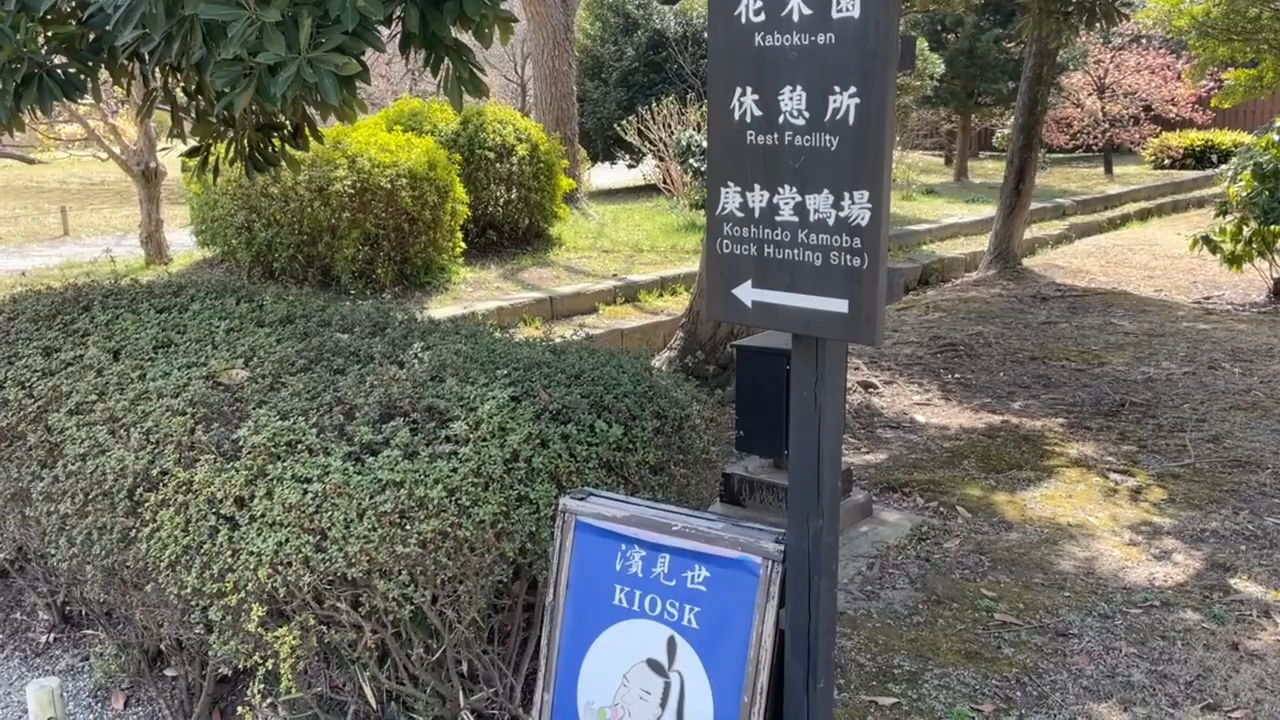 花木園
Kaboku-en
休憩所
Rest Facility
庚申堂鴨場
Koshindo Kamoba
(Duck Hunting Site)
濱見世
KIOSK